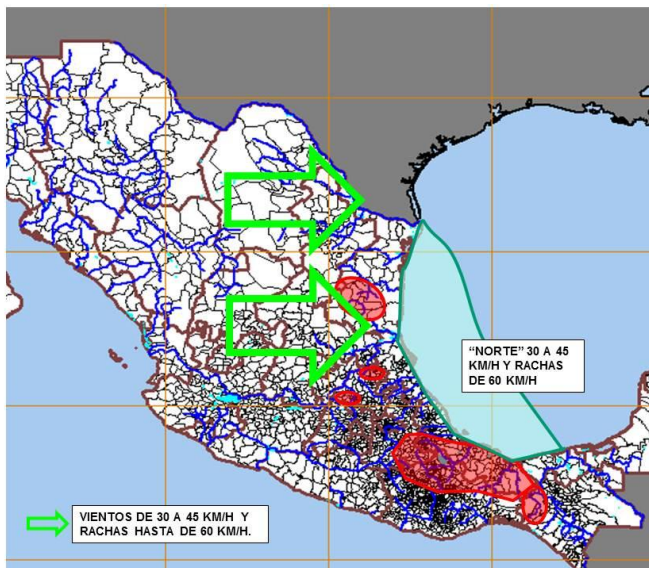 “NORTE” 30 A 45
KM/H Y RACHAS
DE 60 KM/H
VIENTOS DE 30 A 45 KM/H Y
RACHAS HASTA DE 60 KM/H.